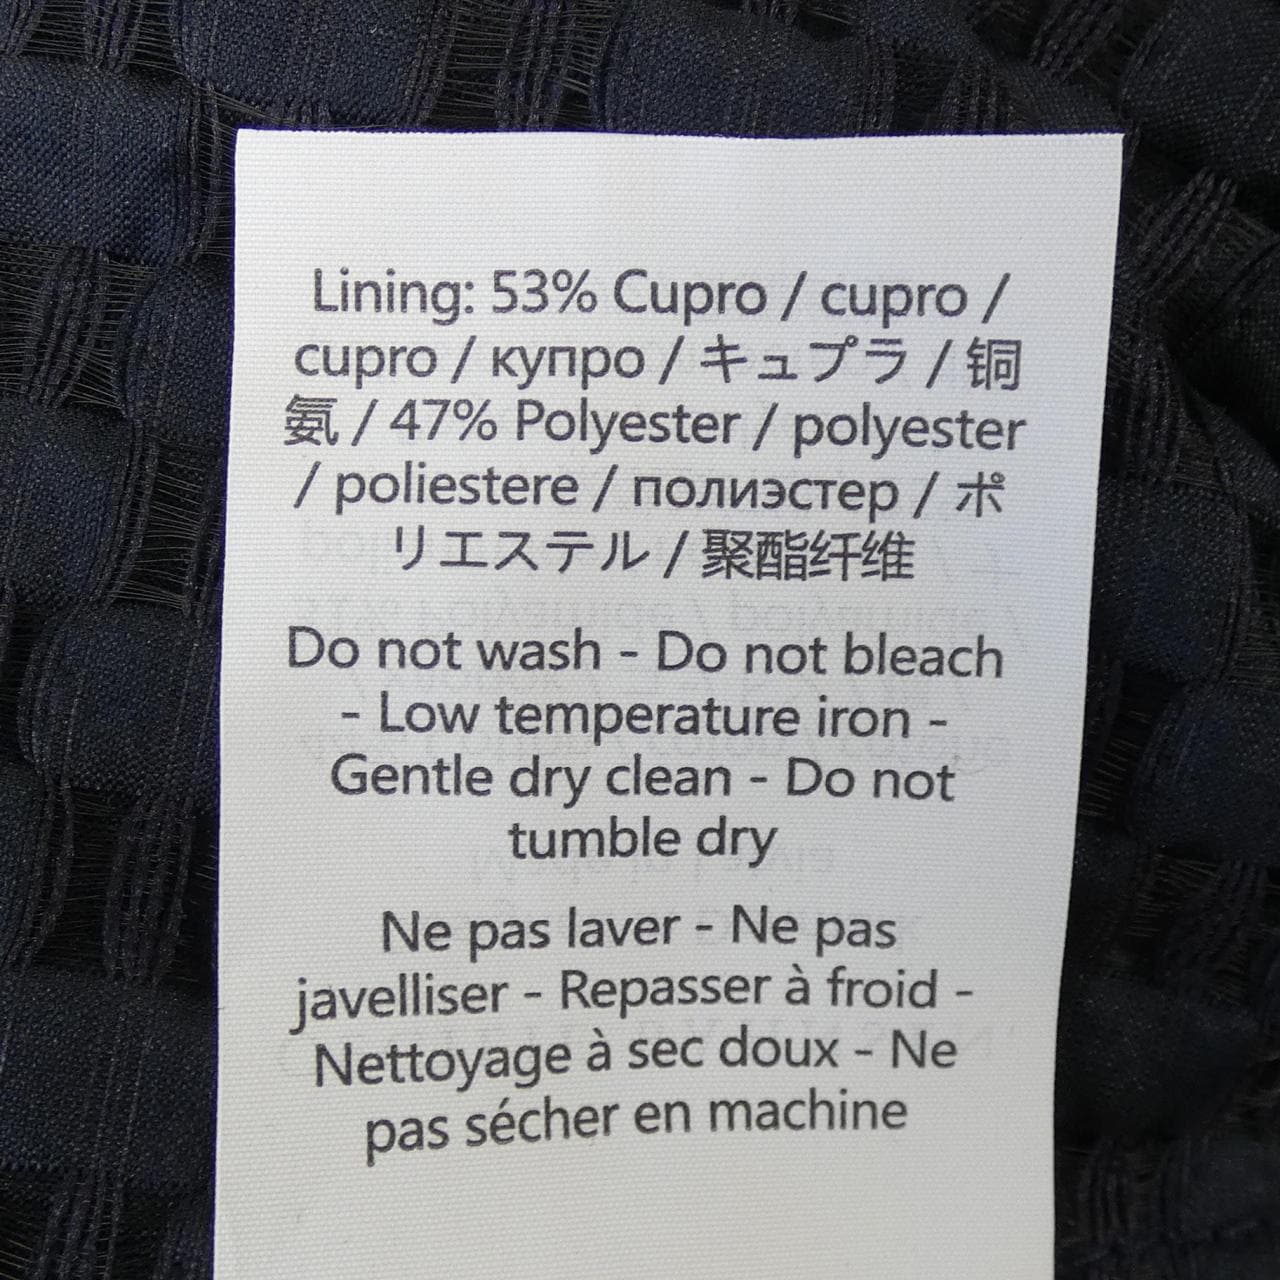 Lining: 53% Cupro / cupro /
cupro / купро / キュプラ / 铜
氨 / 47% Polyester / polyester
/ poliestere / полиэстер / ポ
リエステル / 聚酯纤维
Do not wash - Do not bleach
- Low temperature iron -
Gentle dry clean - Do not
tumble dry
Ne pas laver - Ne pas
javelliser - Repasser à froid -
Nettoyage à sec doux - Ne
pas sécher en machine